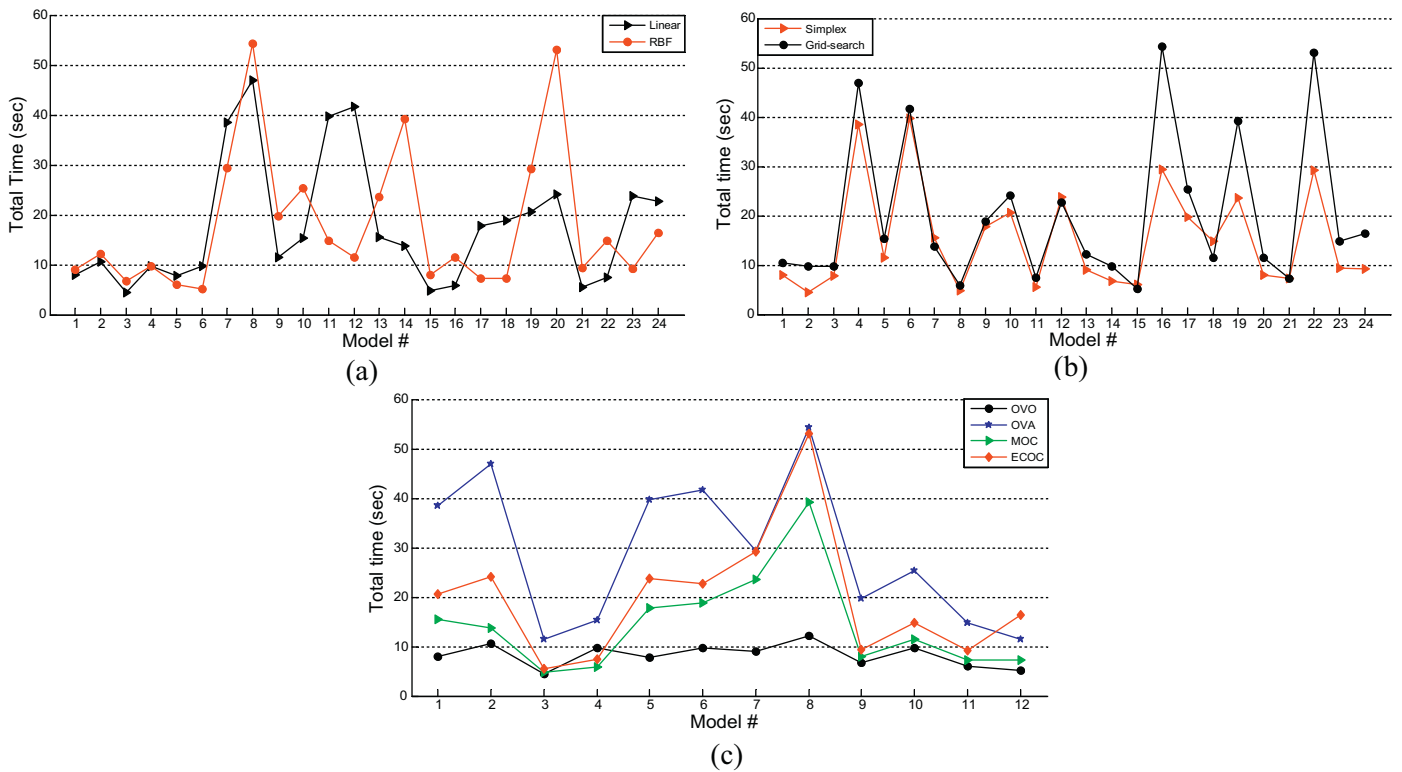 60
50
40
30
20
10
0
Total Time (sec)
Linear
RBF
1 2 3 4 5 6 7 8 9 10 11 12 13 14 15 16 17 18 19 20 21 22 23 24
Model #
(a)
60
50
40
30
20
10
0
Total time (sec)
Simplex
Grid-search
1 2 3 4 5 6 7 8 9 10 11 12 13 14 15 16 17 18 19 20 21 22 23 24
Model #
(b)
60
50
40
30
20
10
0
Total time (sec)
OVO
OVA
MOC
ECOC
1 2 3 4 5 6 7 8 9 10 11 12
Model #
(c)